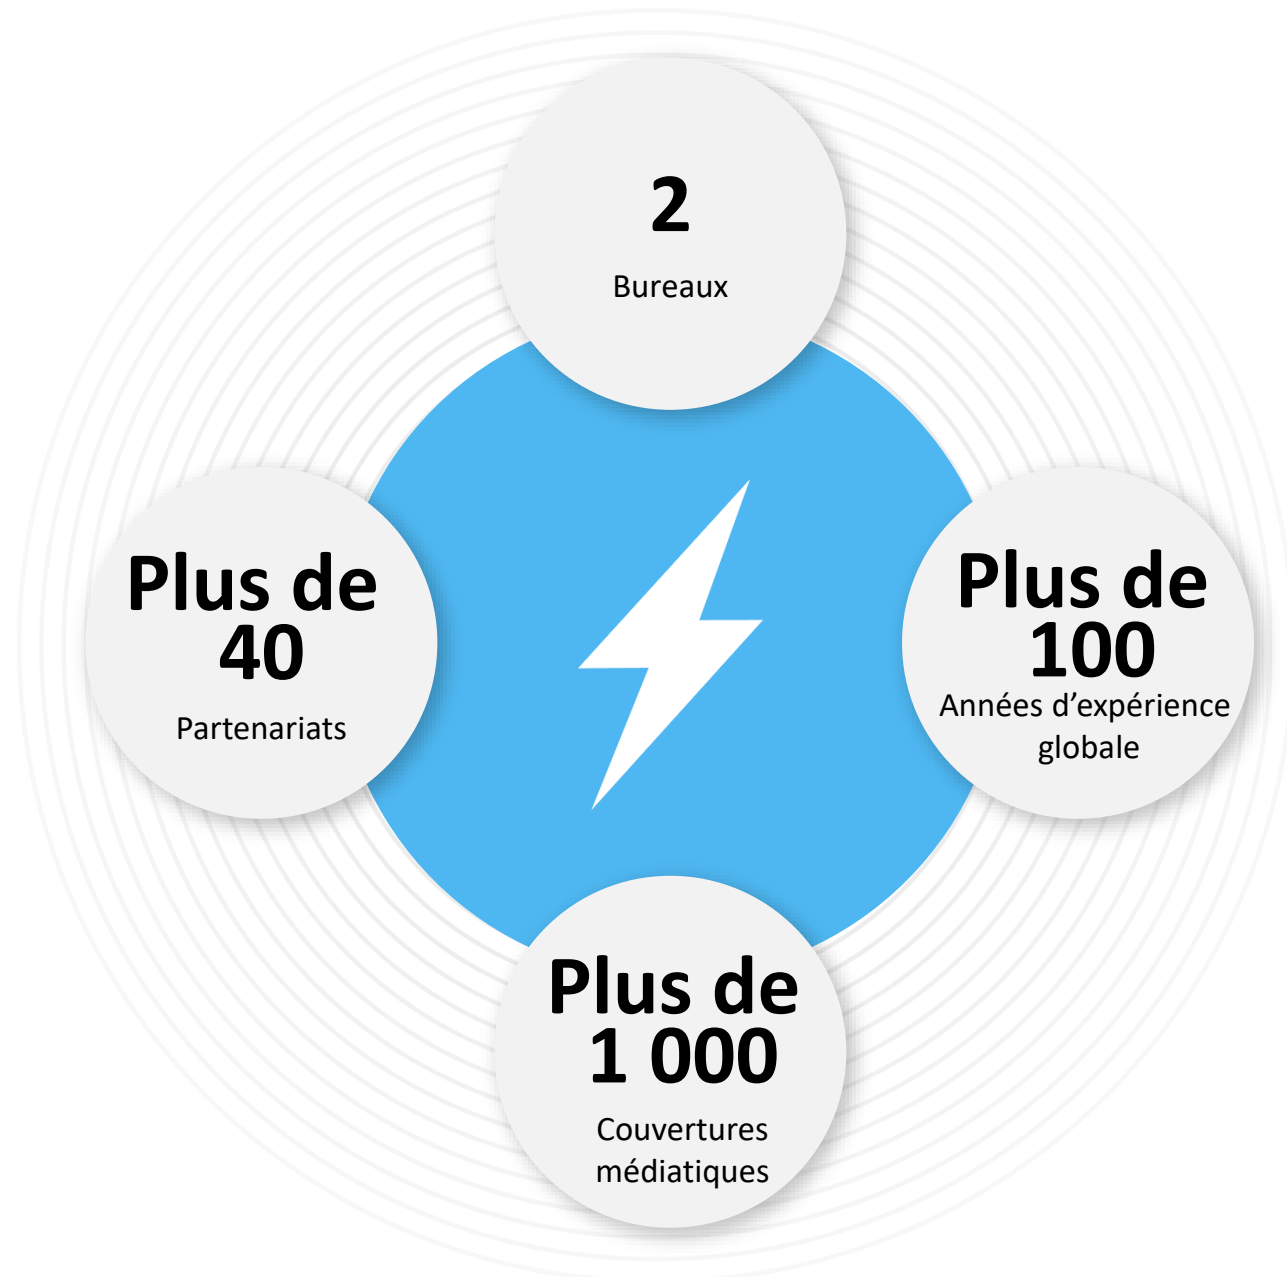 2
Bureaux
Plus de
40
Partenariats
Plus de
100
Années d’expérience
globale
Plus de
1 000
Couvertures
médiatiques